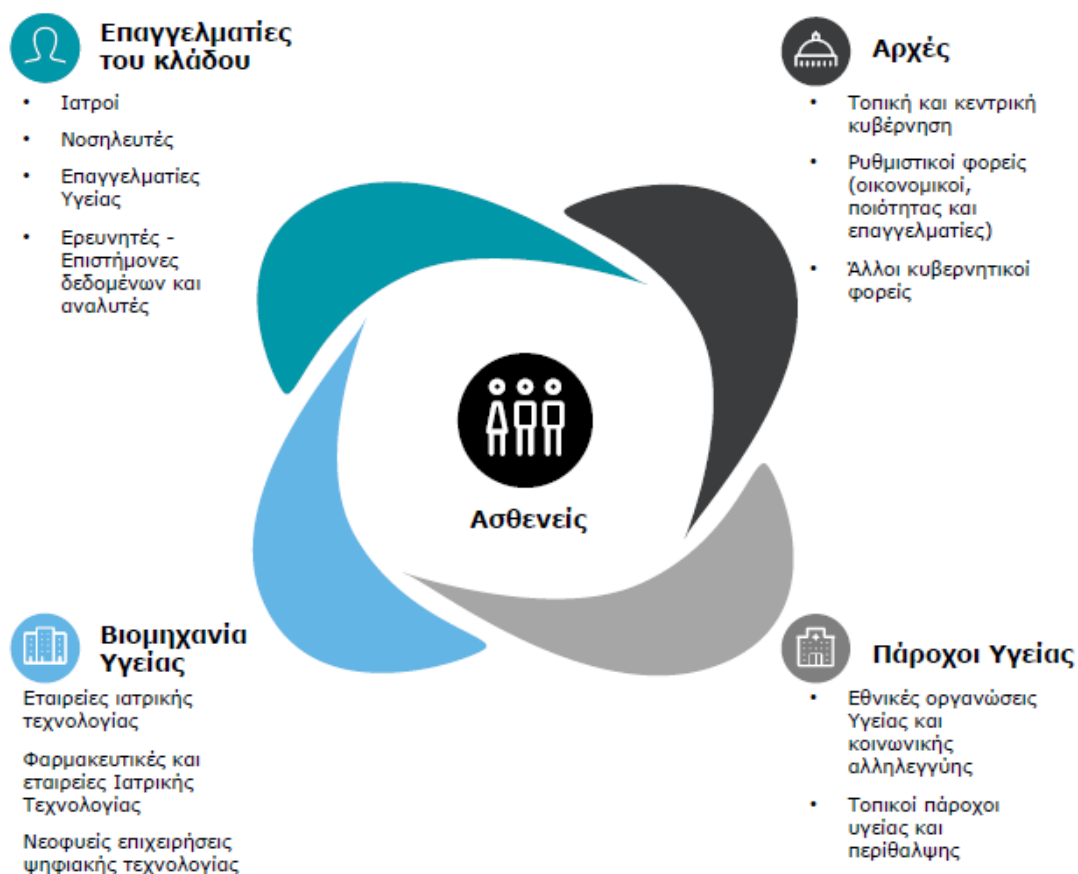 Επαγγελματίες
του κλάδου
• Ιατροί
• Νοσηλευτές
• Επαγγελματίες
Υγείας
• Ερευνητές -
Επιστήμονες
δεδομένων και
αναλυτές
Αρχές
• Τοπική και κεντρική
κυβέρνηση
• Ρυθμιστικοί φορείς
(οικονομικοί,
ποιότητας και
επαγγελματίες)
• Άλλοι κυβερνητικοί
φορείς
Ασθενείς
Βιομηχανία
Υγείας
Εταιρείες ιατρικής
τεχνολογίας
Φαρμακευτικές και
εταιρείες Ιατρικής
Τεχνολογίας
Νεοφυείς επιχειρήσεις
ψηφιακής τεχνολογίας
Πάροχοι Υγείας
• Εθνικές οργανώσεις
Υγείας και
κοινωνικής
αλληλεγγύης
• Τοπικοί πάροχοι
υγείας και
περίθαλψης